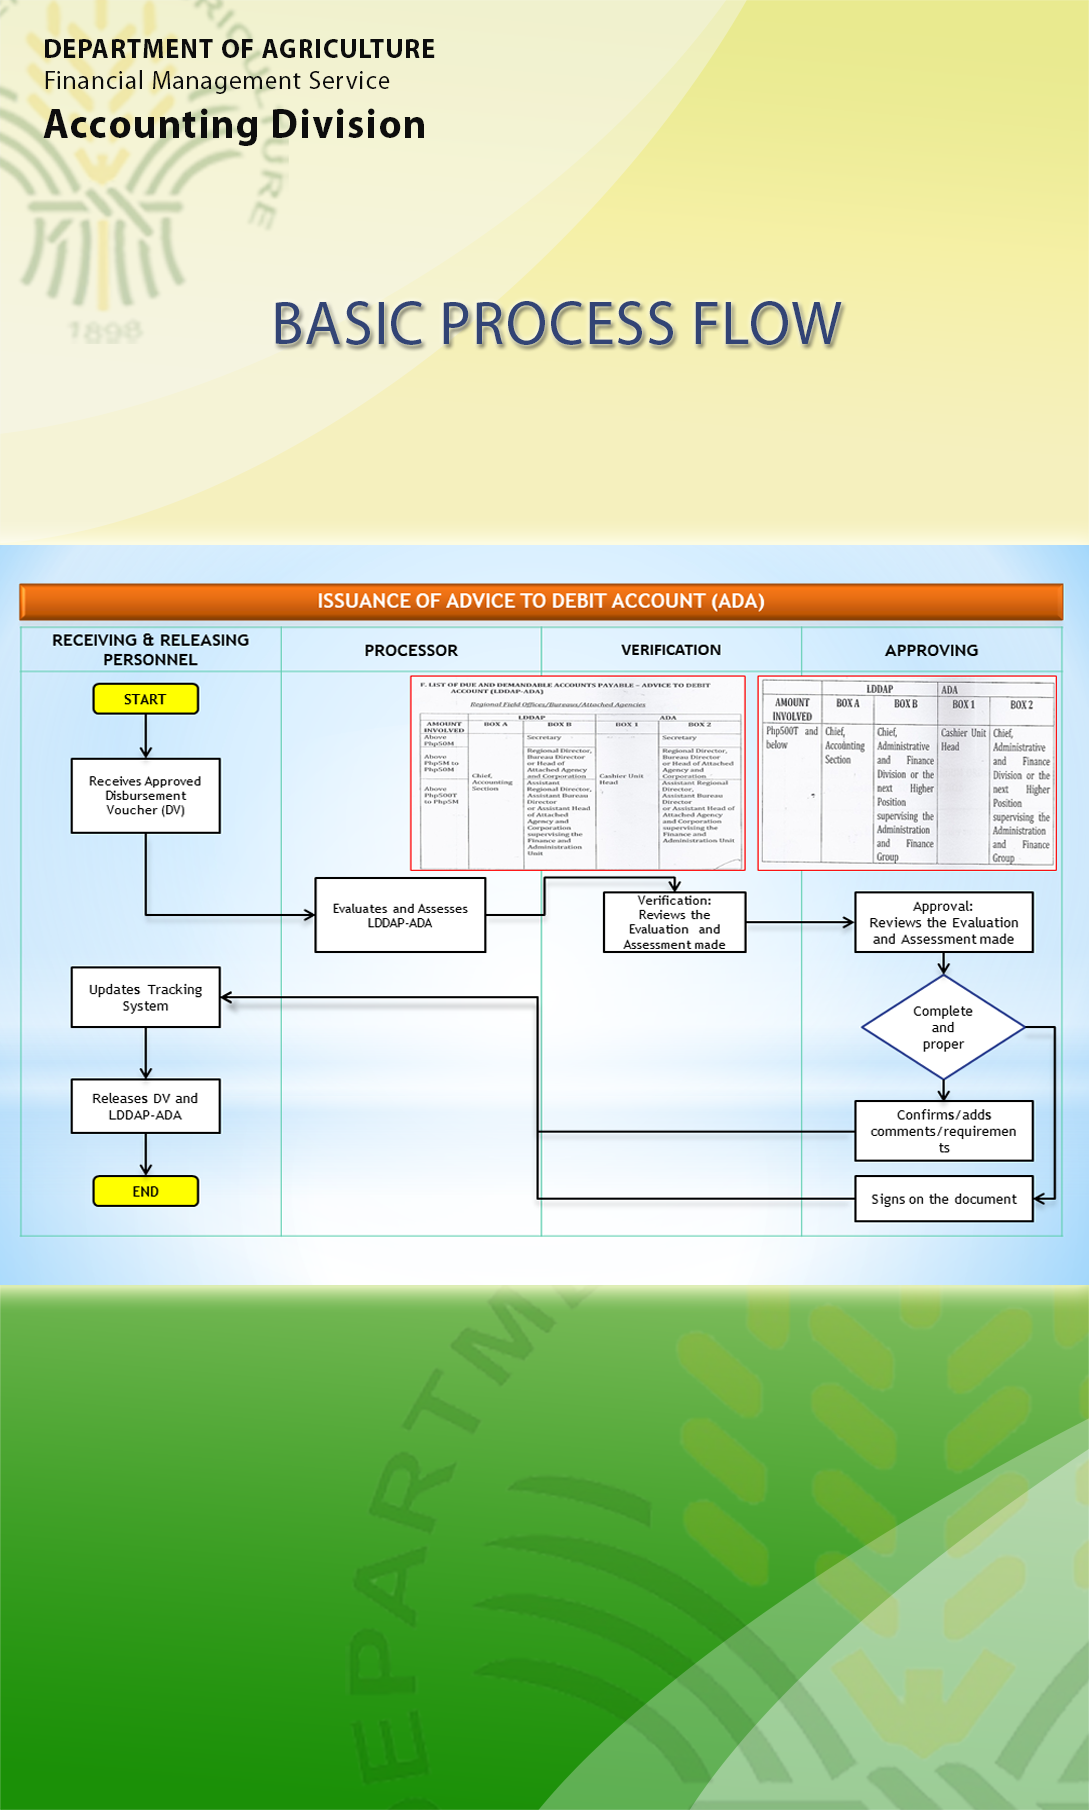 DEPARTMENT OF AGRICULTURE
Financial Management Service
Accounting Division
1898
BASIC PROCESS FLOW
ISSUANCE OF ADVICE TO DEBIT ACCOUNT (ADA)
RECEIVING & RELEASING
PERSONNEL
PROCESSOR
VERIFICATION
APPROVING
START
Receives Approved
Disbursement
Voucher (DV)
F. LIST OF DUE AND DEMANDABLE ACCOUNTS PAYABLE – ADVICE TO DEBIT
ACCOUNT (LDDAP-ADA)
Regional Field Offices/Bureaus/Attached Agencies
LDDAP
ADA
AMOUNT
INVOLVED
BOX A
BOX B
BOX 1
BOX 2
Above
Php50M
Secretary
Secretary
Above
Php5M to
Php50M
Regional Director,
Bureau Director
or Head of
Attached Agency
and Corporation
Regional Director,
Bureau Director
or Head of Attached
Agency and
Corporation
Chief,
Accounting
Section
Cashier Unit
Head
Above
Php500T
to Php5M
Assistant
Regional Director,
Assistant Bureau
Director
or Assistant Head
of Attached
Agency and
Corporation
supervising the
Finance and
Administration
Unit
Assistant Regional
Director,
Assistant Bureau
Director
or Assistant Head of
Attached Agency
and Corporation
supervising the
Finance and
Administration Unit
LDDAP
ADA
AMOUNT
INVOLVED
BOX A
BOX B
BOX 1
BOX 2
Php500T and
below
Chief,
Accounting
Section
Chief,
Administrative
and Finance
Division or the
next Higher
Position
supervising the
Administration
and Finance
Group
Cashier Unit
Head
Chief,
Administrative
and Finance
Division or the
next Higher
Position
supervising the
Administration
and Finance
Group
Evaluates and Assesses
LDDAP-ADA
Verification:
Reviews the
Evaluation and
Assessment made
Approval:
Reviews the Evaluation
and Assessment made
Complete
and
proper
Confirms/adds
comments/requiremen
ts
Signs on the document
Updates Tracking
System
Releases DV and
LDDAP-ADA
END